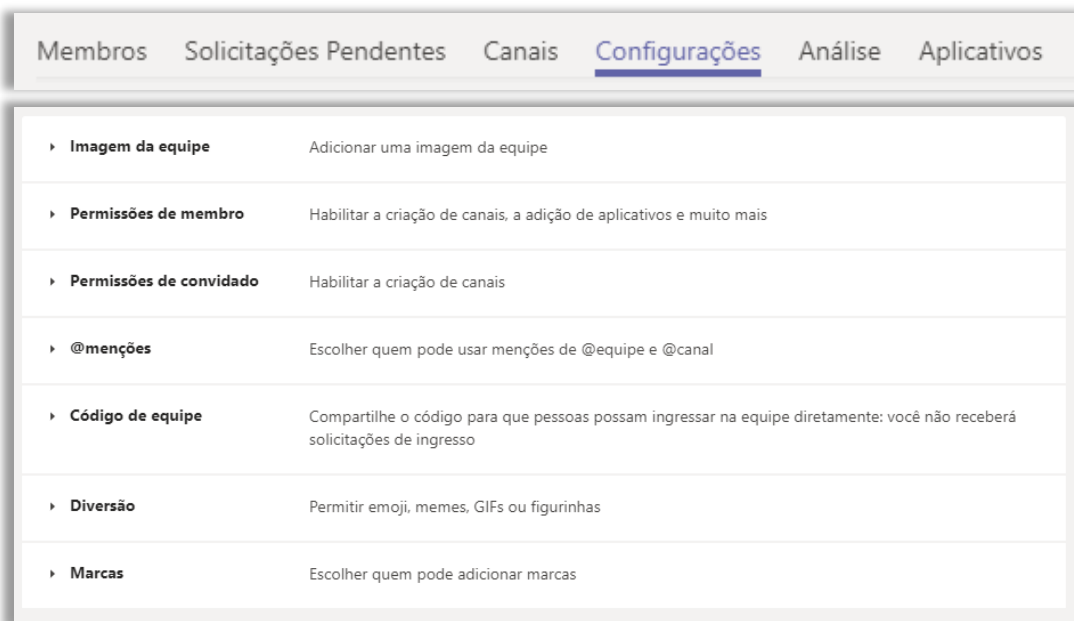 Membros Solicitações Pendentes Canais Configurações Análise Aplicativos
Imagem da equipe Adicionar uma imagem da equipe
Permissões de membro Habilitar a criação de canais, a adição de aplicativos e muito mais
Permissões de convidado Habilitar a criação de canais
@menções Escolher quem pode usar menções de @equipe e @canal
Código de equipe Compartilhe o código para que pessoas possam ingressar na equipe diretamente: você não receberá
solicitações de ingresso
Diversão Permitir emoji, memes, GIFs ou figurinhas
Marcas Escolher quem pode adicionar marcas